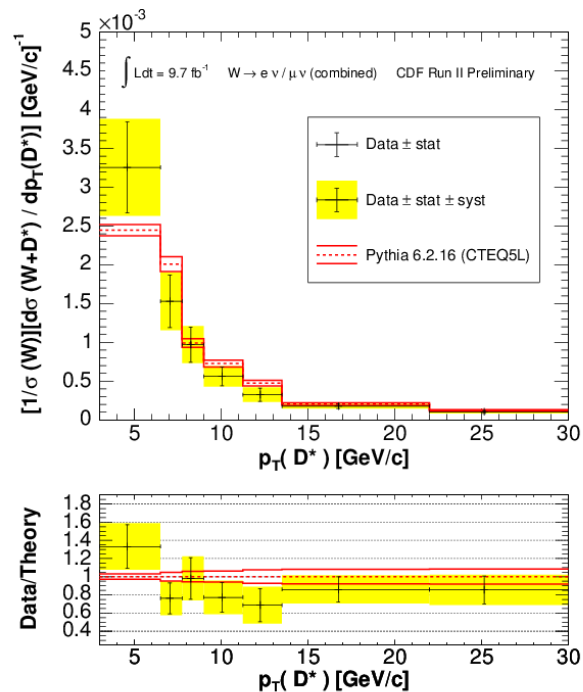 ×10⁻³
∫ Ldt = 9.7 fb⁻¹ W → e ν / μ ν (combined) CDF Run II Preliminary
Data ± stat
Data ± stat ± syst
Pythia 6.2.16 (CTEQ5L)
[1/σ (W)][dσ (W+D*) / dp_T(D*)] [GeV/c]⁻¹
5
4.5
4
3.5
3
2.5
2
1.5
1
0.5
0
5 10 15 20 25 30
p_T( D* ) [GeV/c]
Data/Theory
1.8
1.6
1.4
1.2
1
0.8
0.6
0.4
5 10 15 20 25 30
p_T( D* ) [GeV/c]